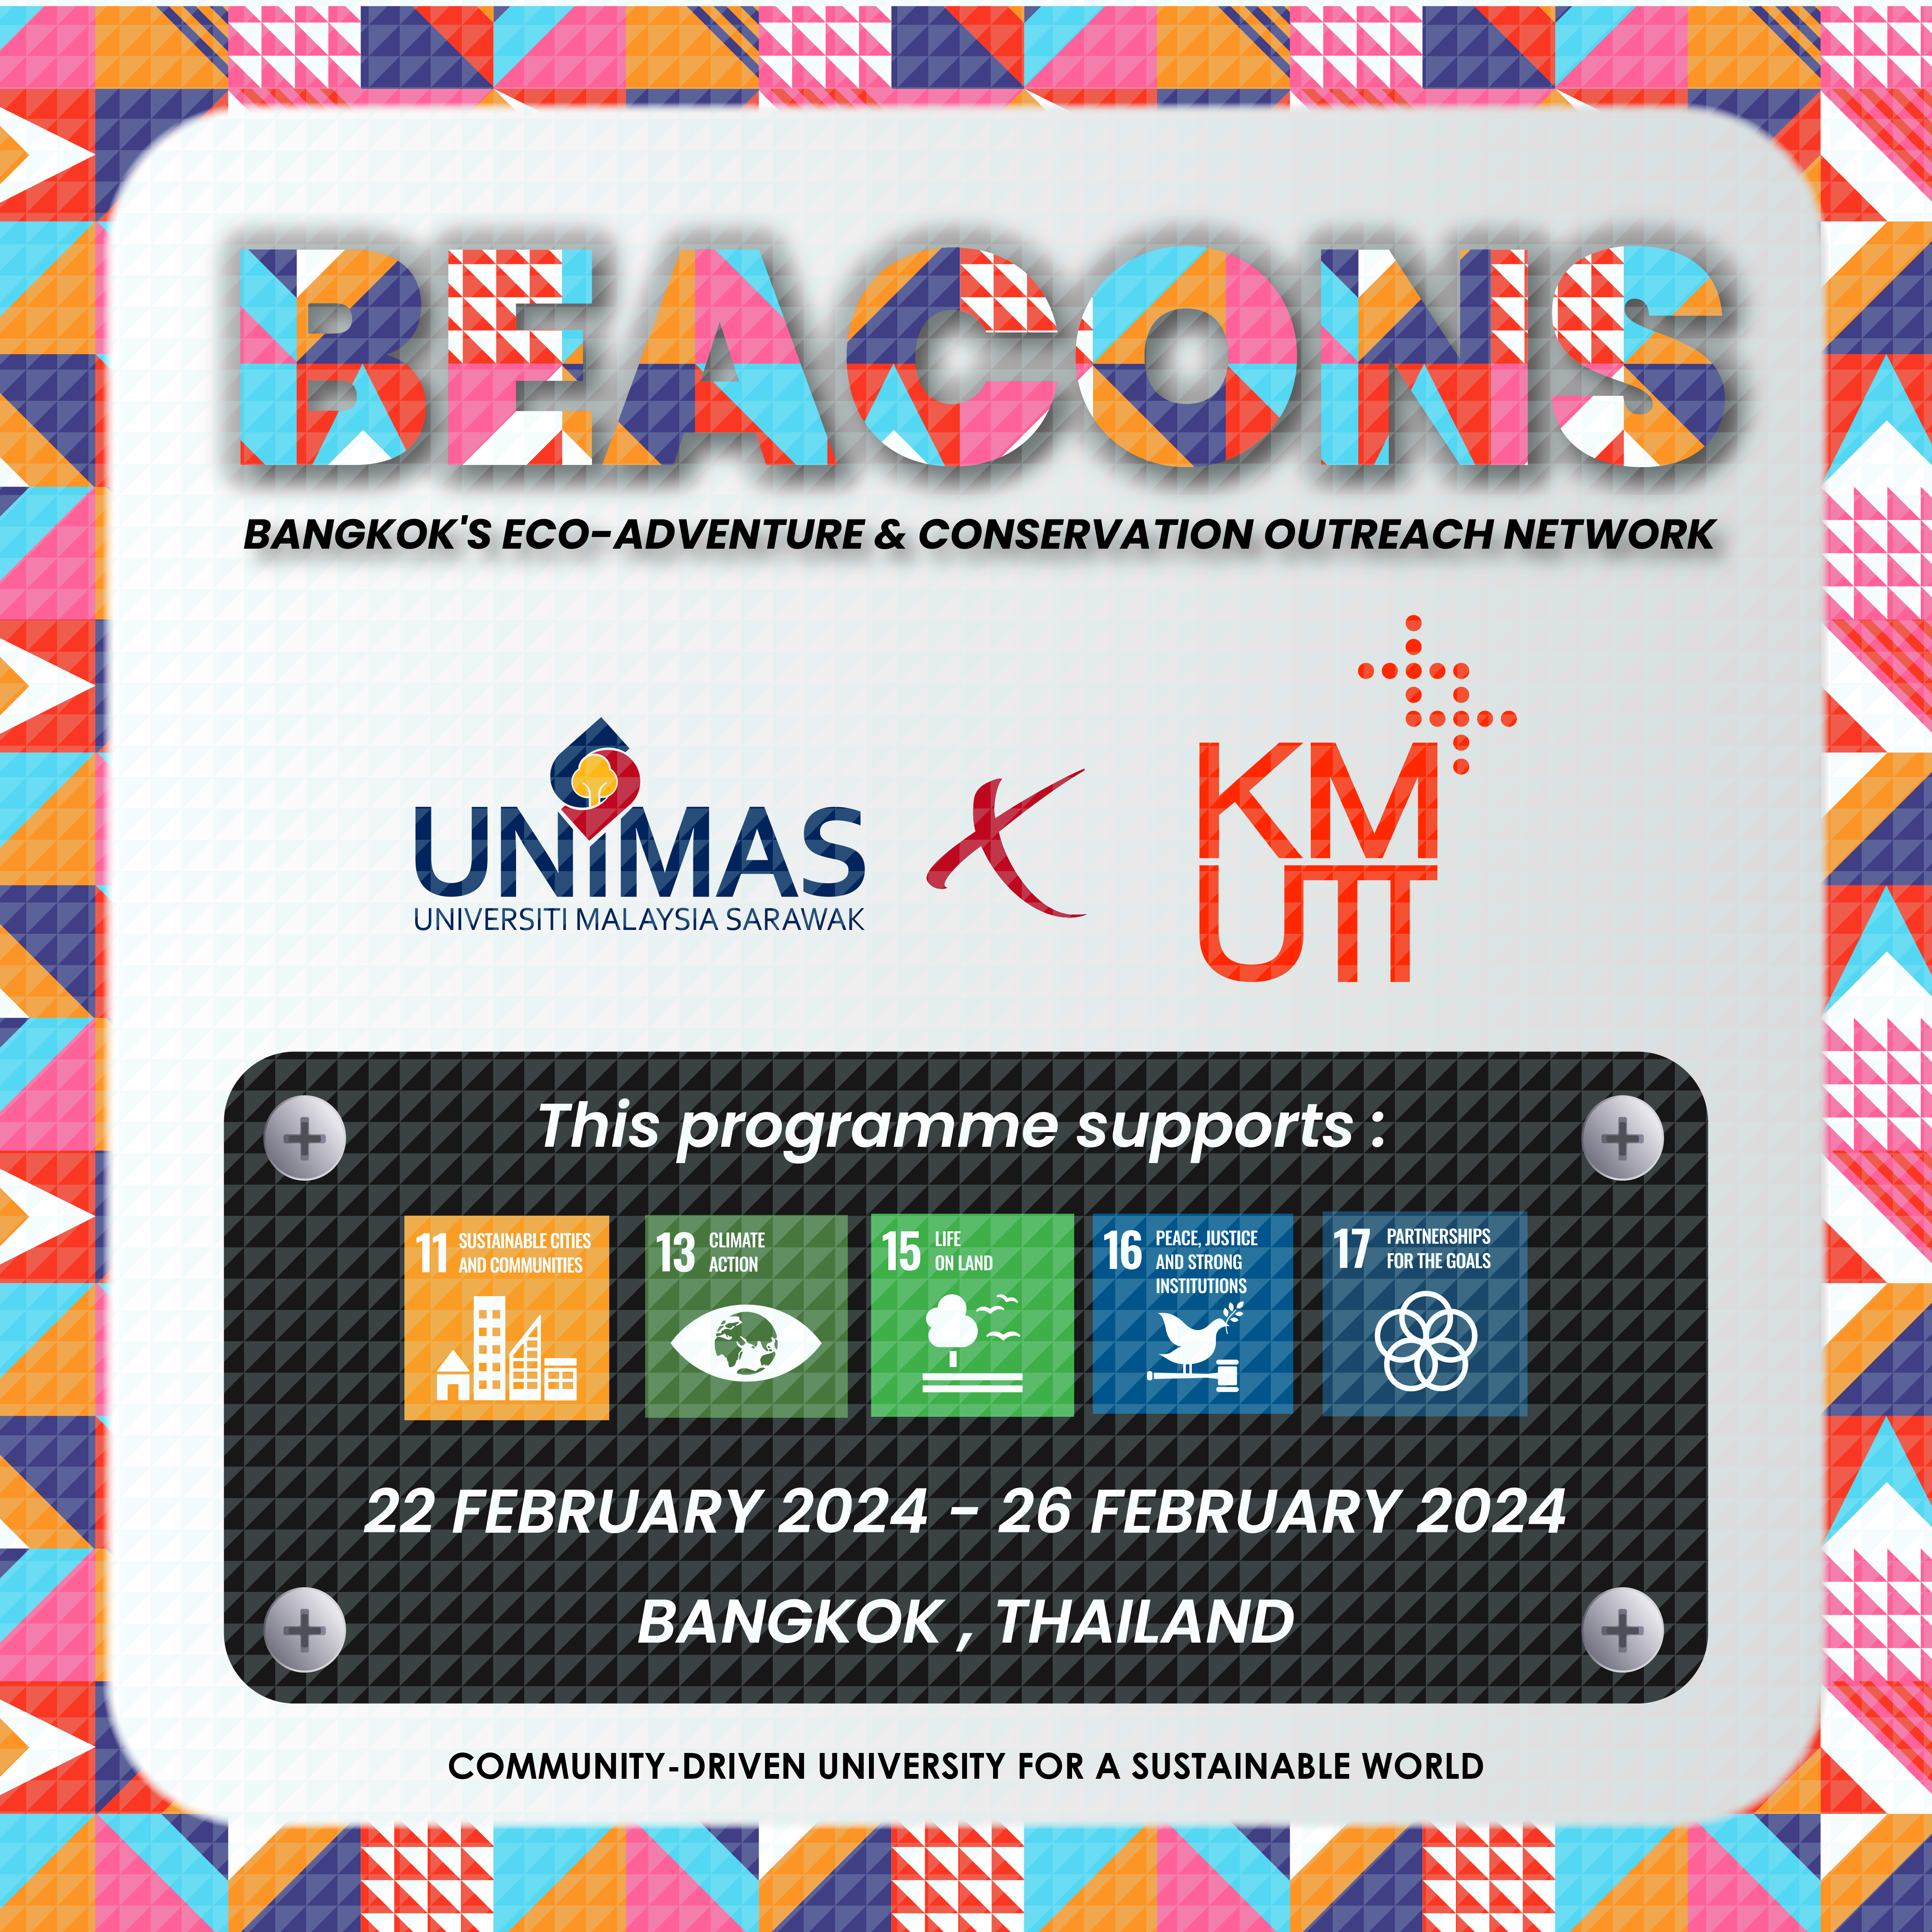 BEACONS
BANGKOK'S ECO-ADVENTURE & CONSERVATION OUTREACH NETWORK
UNIMAS
UNIVERSITI MALAYSIA SARAWAK
X
KM
UTT
This programme supports :
11 SUSTAINABLE CITIES
AND COMMUNITIES
13 CLIMATE
ACTION
15 LIFE
ON LAND
16 PEACE, JUSTICE
AND STRONG
INSTITUTIONS
17 PARTNERSHIPS
FOR THE GOALS
22 FEBRUARY 2024 - 26 FEBRUARY 2024
BANGKOK , THAILAND
COMMUNITY-DRIVEN UNIVERSITY FOR A SUSTAINABLE WORLD